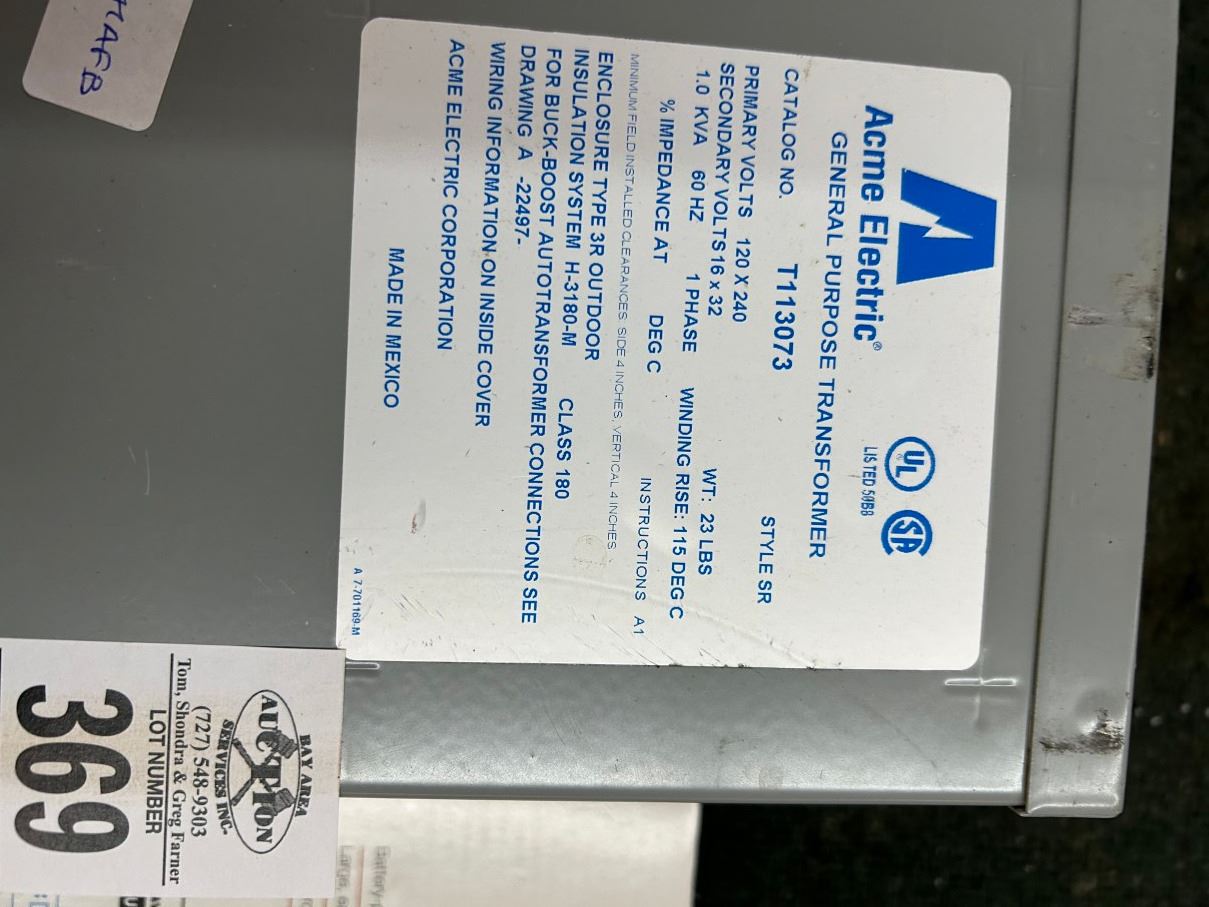 Acme Electric®
GENERAL PURPOSE TRANSFORMER
UL
SA
LISTED 50B8
CATALOG NO. T113073 STYLE SR
PRIMARY VOLTS 120 X 240
SECONDARY VOLTS 16 x 32 WT: 23 LBS
1.0 KVA 60 HZ 1 PHASE WINDING RISE: 115 DEG C
% IMPEDANCE AT DEG C INSTRUCTIONS A1
MINIMUM FIELD INSTALLED CLEARANCES: SIDE 4 INCHES, VERTICAL 4 INCHES
ENCLOSURE TYPE 3R OUTDOOR
INSULATION SYSTEM H-3180-M CLASS 180
FOR BUCK-BOOST AUTOTRANSFORMER CONNECTIONS SEE
DRAWING A -22497-
WIRING INFORMATION ON INSIDE COVER
ACME ELECTRIC CORPORATION
MADE IN MEXICO
A 7-701169-M
BAY AREA
AUCTION
SERVICES INC.
(727) 548-9303
Tom, Shondra & Greg Farner
LOT NUMBER
369
Battery